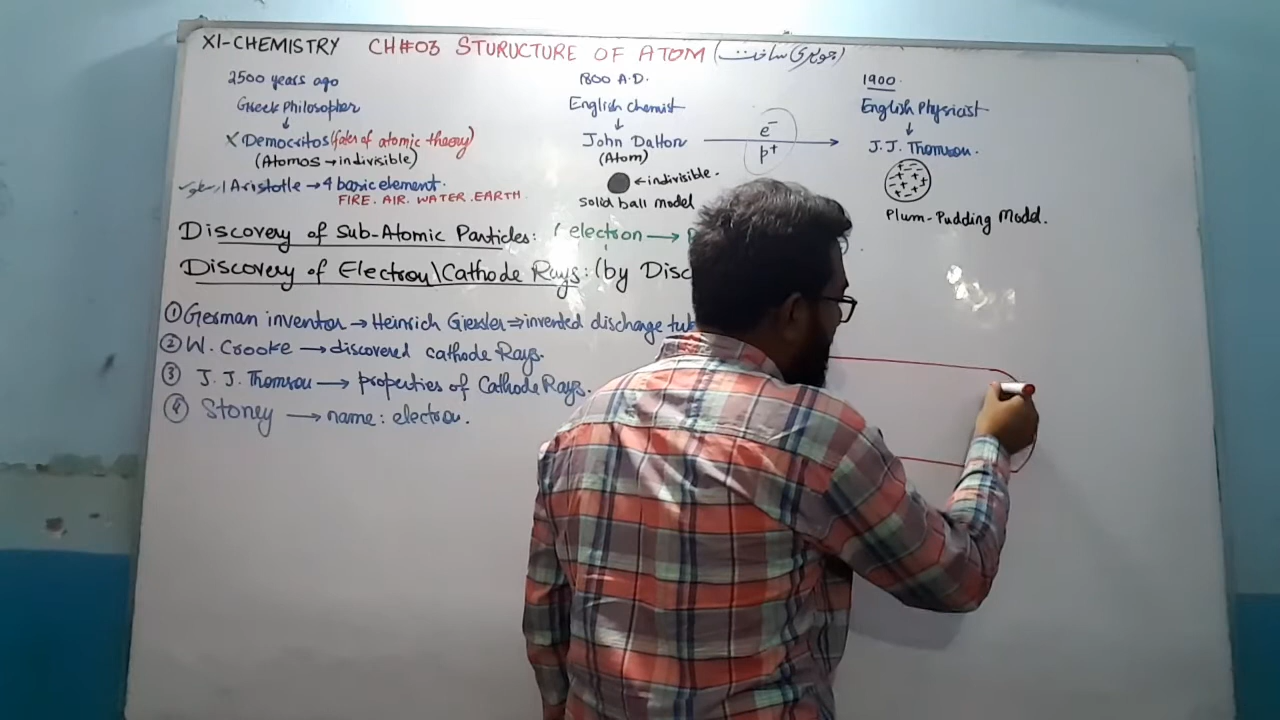 XI-CHEMISTRY CH#03 STURUCTURE OF ATOM (جوہری ساخت)
2500 years ago
Greek Philosopher
↓
X Democritos (fater of atomic theory)
(Atomos → indivisible)
Aristotle → 4 basic element.
FIRE. AIR. WATER. EARTH
1800 A.D.
English chemist
↓
John Dalton
(Atom)
← indivisible.
Solid ball model
e⁻
p⁺
1900.
English Physicist
↓
J.J. Thomson.
Plum-Pudding Model.
Discovery of Sub-Atomic Particles: (electron →
Discovery of Electron\Cathode Rays: (by Disc
① German inventor → Heinrich Giessler ⇒ invented discharge tub
② W. Crooke → discovered cathode Rays.
③ J.J. Thomson → properties of Cathode Rays.
④ Stoney → name: electron.